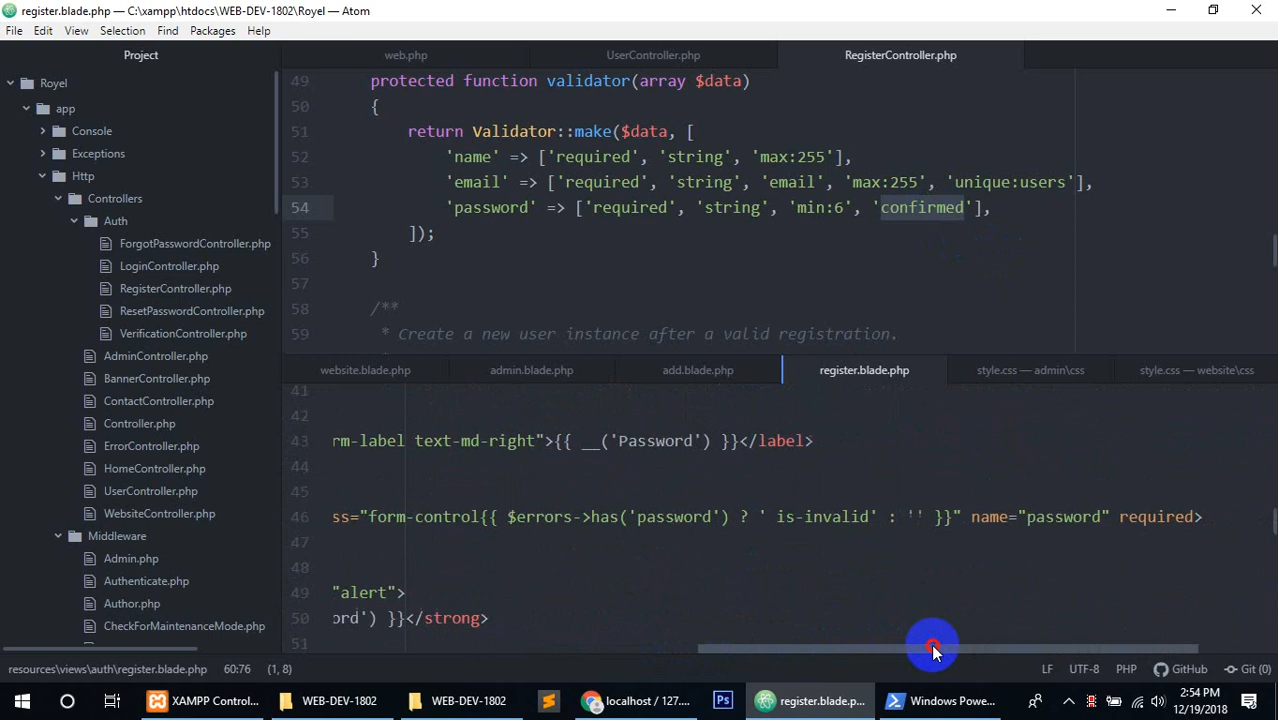 register.blade.php — C:\xampp\htdocs\WEB-DEV-1802\Royel — Atom
File Edit View Selection Find Packages Help
Project
web.php UserController.php RegisterController.php
Royel
app
Console
Exceptions
Http
Controllers
Auth
ForgotPasswordController.php
LoginController.php
RegisterController.php
ResetPasswordController.php
VerificationController.php
AdminController.php
BannerController.php
ContactController.php
Controller.php
ErrorController.php
HomeController.php
UserController.php
WebsiteController.php
Middleware
Admin.php
Authenticate.php
Author.php
CheckForMaintenanceMode.php
49 protected function validator(array $data)
50 {
51 return Validator::make($data, [
52 'name' => ['required', 'string', 'max:255'],
53 'email' => ['required', 'string', 'email', 'max:255', 'unique:users'],
54 'password' => ['required', 'string', 'min:6', 'confirmed'],
55 ]);
56 }
57
58 /**
59 * Create a new user instance after a valid registration.
website.blade.php admin.blade.php add.blade.php register.blade.php style.css — admin\css style.css — website\css
41
42
43 rm-label text-md-right">{{ __('Password') }}</label>
44
45
46 ss="form-control{{ $errors->has('password') ? ' is-invalid' : '' }}" name="password" required>
47
48
49 "alert">
50 ord') }}</strong>
51
resources\views\auth\register.blade.php 60:76 (1, 8) LF UTF-8 PHP GitHub Git (0)
XAMPP Control... WEB-DEV-1802 WEB-DEV-1802 localhost / 127.... Ps register.blade.p... Windows Powe... 2:54 PM
12/19/2018